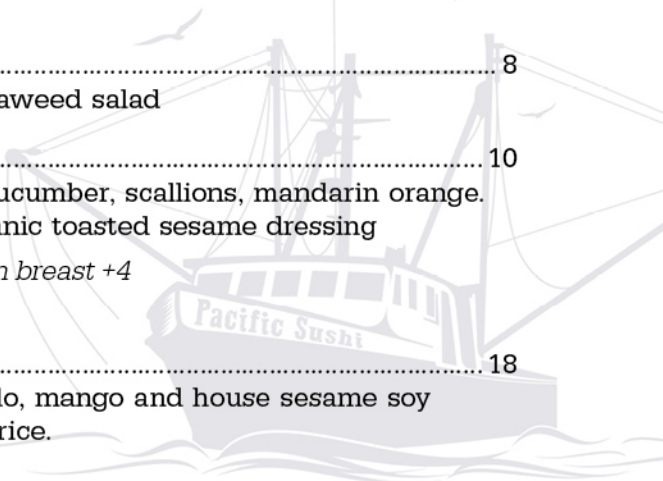 ........................................................ 8
aweed salad
........................................................ 10
ucumber, scallions, mandarin orange.
nic toasted sesame dressing
n breast +4
Pacific Sushi
........................................................ 18
lo, mango and house sesame soy
rice.